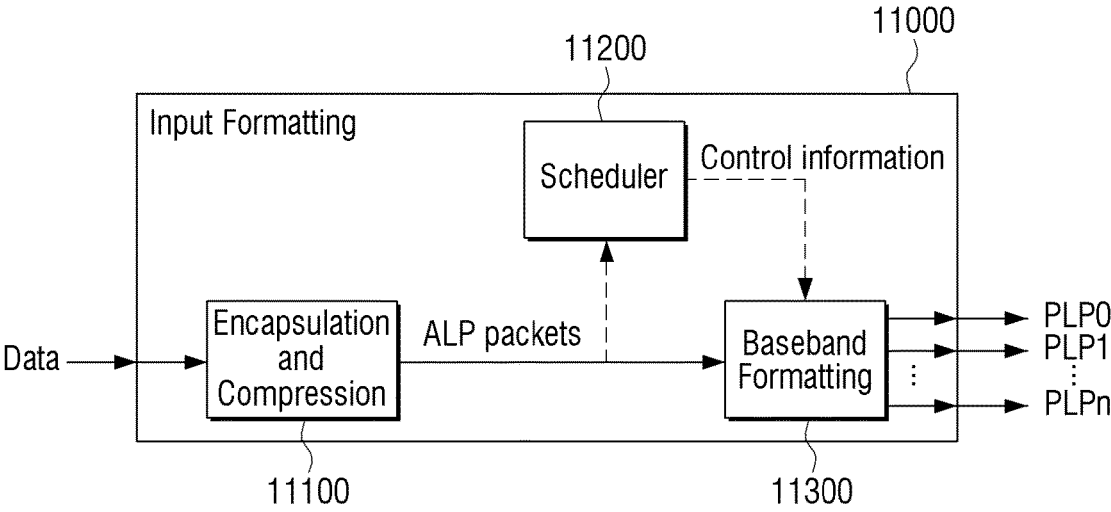 11000
11200
Input Formatting
Scheduler
Control information
Encapsulation
and
Compression
ALP packets
Data
Baseband
Formatting
PLP0
PLP1
⋮
⋮
PLPn
11100
11300